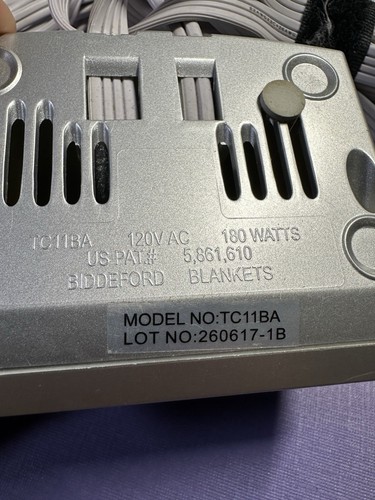 TC11BA 120V AC 180 WATTS
US PAT.# 5,861,610
BIDDEFORD BLANKETS
MODEL NO:TC11BA
LOT NO:260617-1B